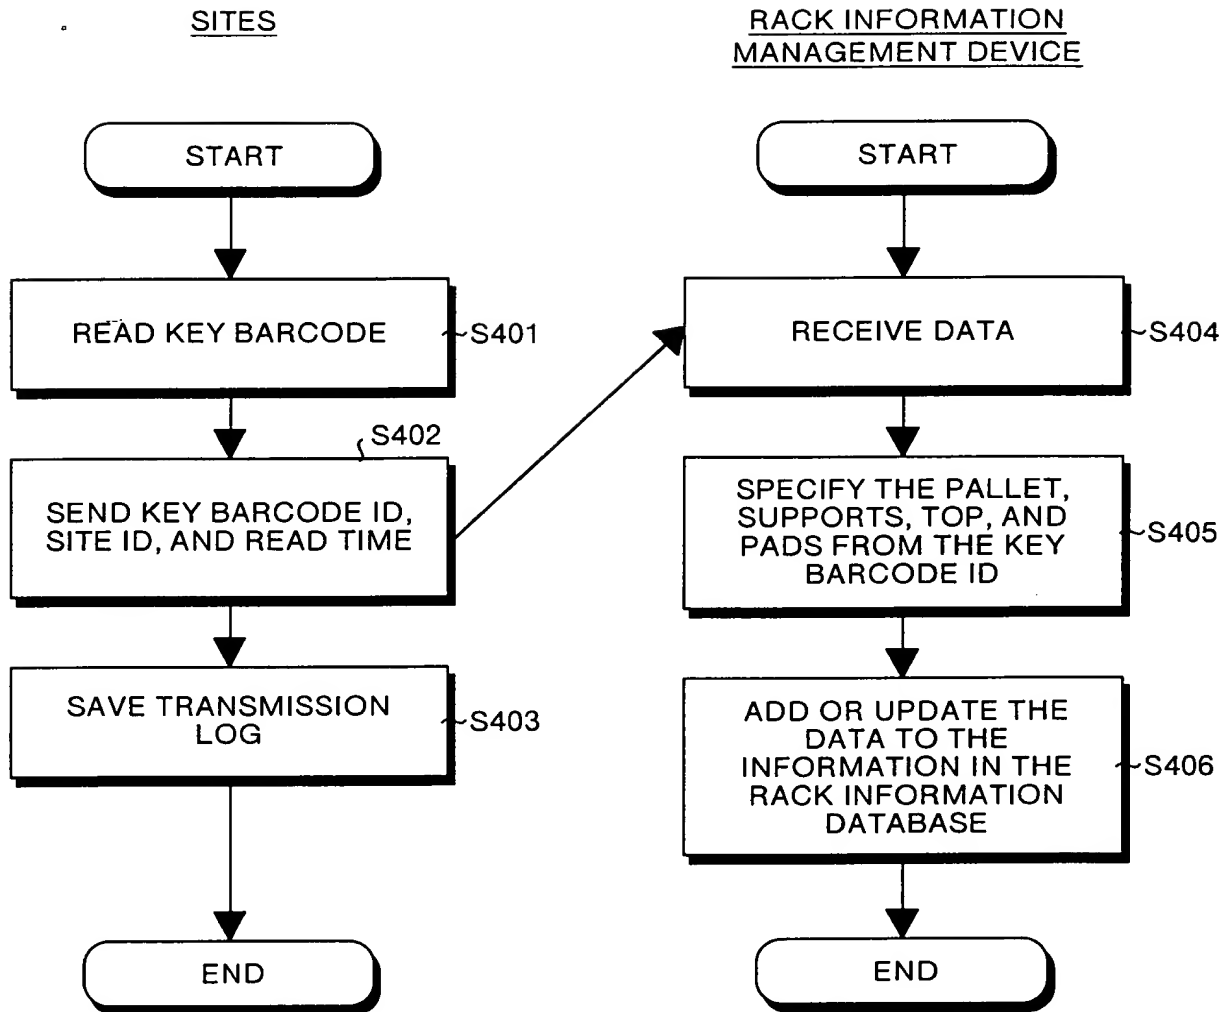 SITES
START
READ KEY BARCODE
S401
S402
SEND KEY BARCODE ID,
SITE ID, AND READ TIME
SAVE TRANSMISSION
LOG
S403
END
RACK INFORMATION
MANAGEMENT DEVICE
START
RECEIVE DATA
S404
SPECIFY THE PALLET,
SUPPORTS, TOP, AND
PADS FROM THE KEY
BARCODE ID
S405
ADD OR UPDATE THE
DATA TO THE
INFORMATION IN THE
RACK INFORMATION
DATABASE
S406
END